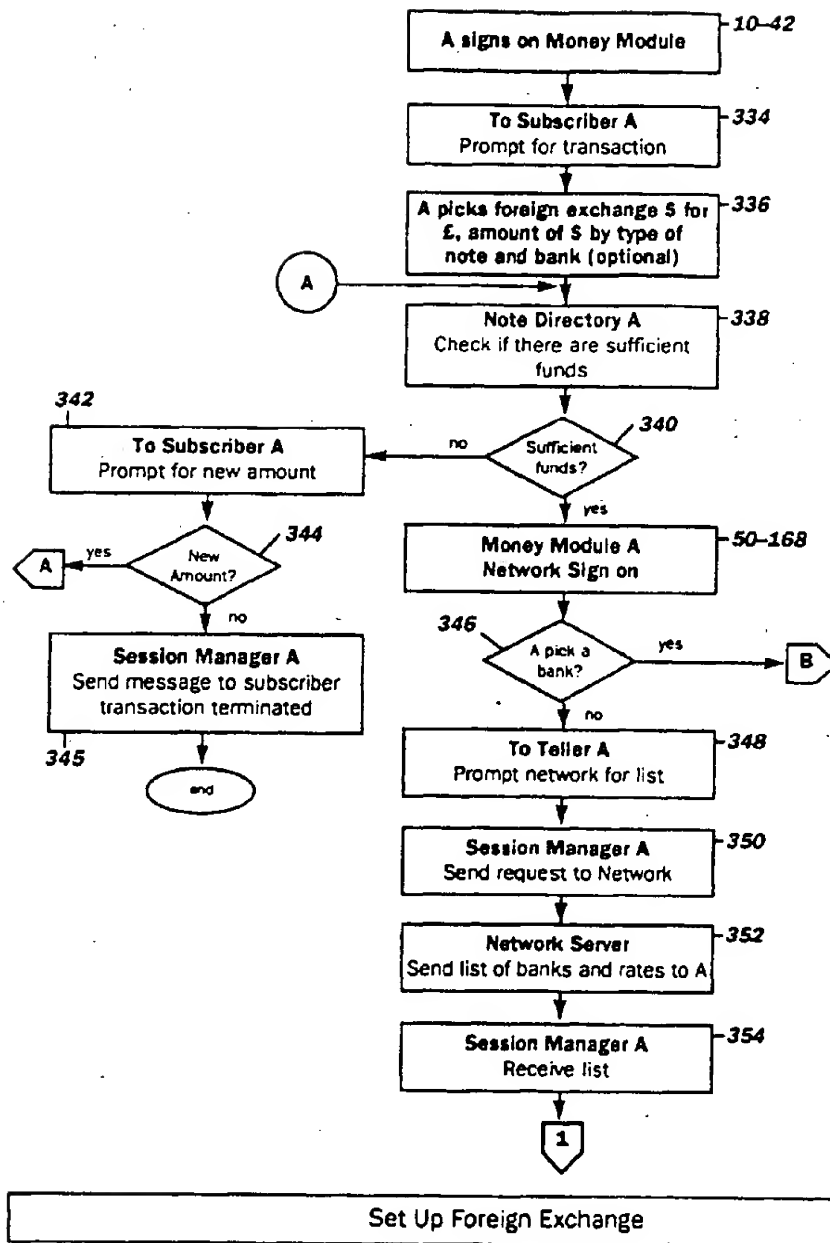 A signs on Money Module
10–42
To Subscriber A
Prompt for transaction
334
A picks foreign exchange $ for
£, amount of $ by type of
note and bank (optional)
336
A
Note Directory A
Check if there are sufficient
funds
338
342
To Subscriber A
Prompt for new amount
no
Sufficient
funds?
340
yes
A
yes
New
Amount?
344
no
Money Module A
Network Sign on
50–168
346
A pick a
bank?
yes
B
no
Session Manager A
Send message to subscriber
transaction terminated
345
end
To Teller A
Prompt network for list
348
Session Manager A
Send request to Network
350
Network Server
Send list of banks and rates to A
352
Session Manager A
Receive list
354
1
Set Up Foreign Exchange